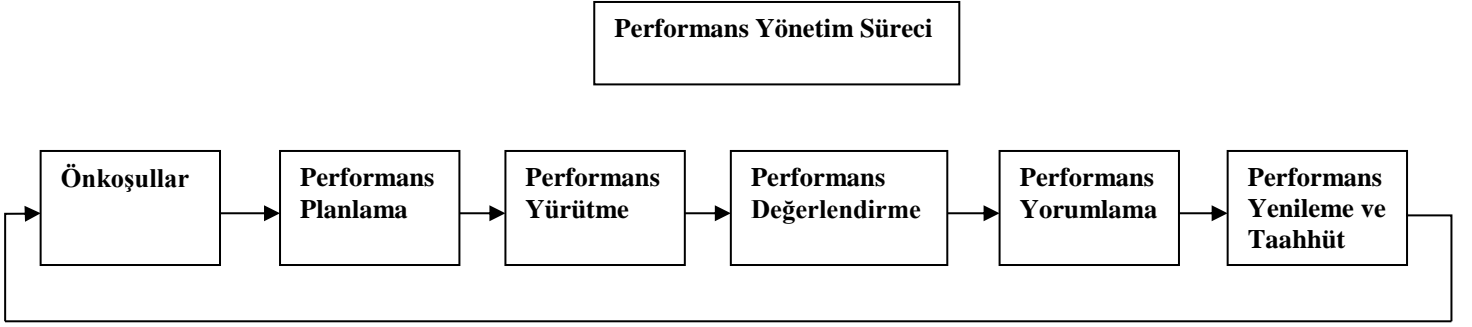 Performans Yönetim Süreci
Önkoşullar
Performans
Planlama
Performans
Yürütme
Performans
Değerlendirme
Performans
Yorumlama
Performans
Yenileme ve
Taahhüt